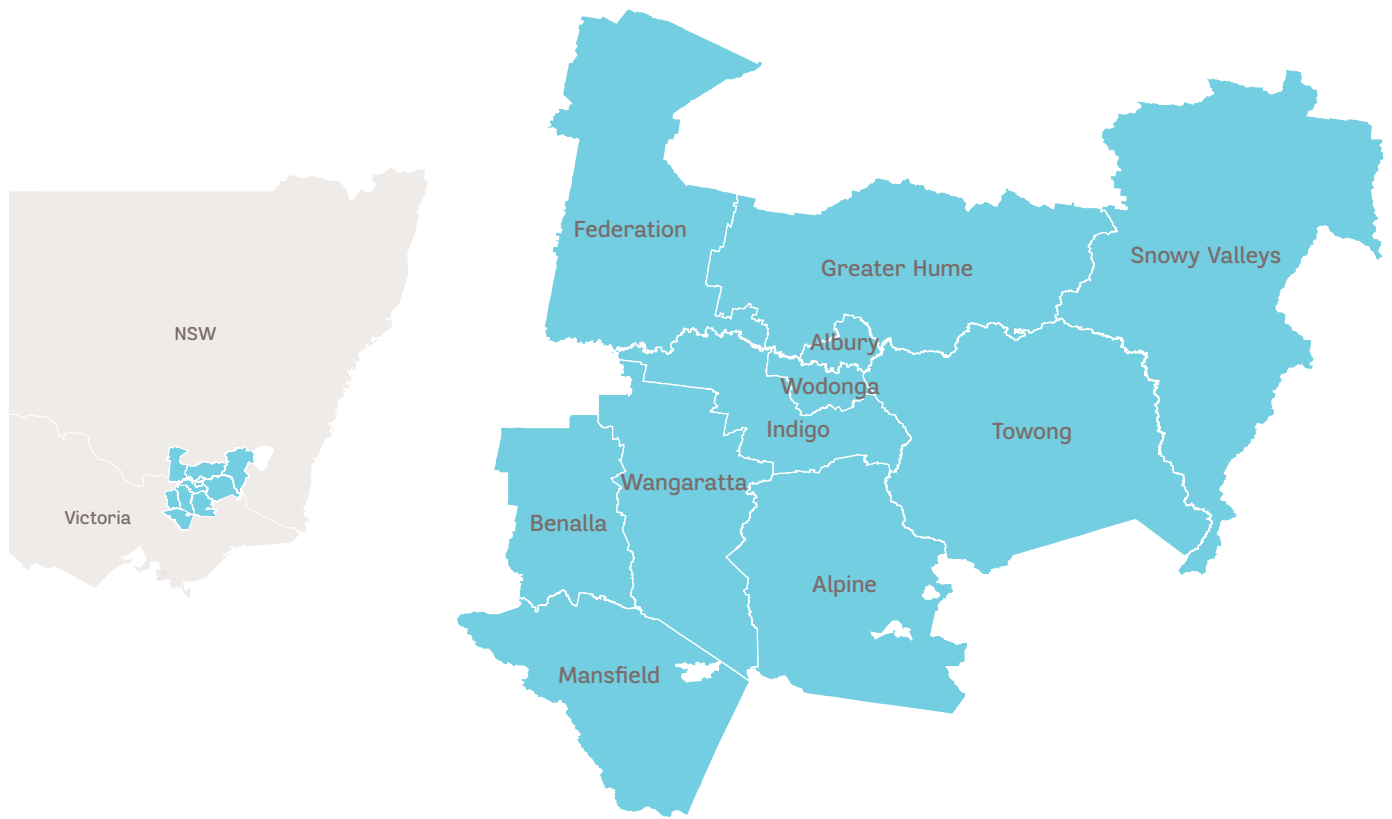 NSW
Victoria
Federation
Greater Hume
Snowy Valleys
Albury
Wodonga
Indigo
Towong
Wangaratta
Benalla
Alpine
Mansfield